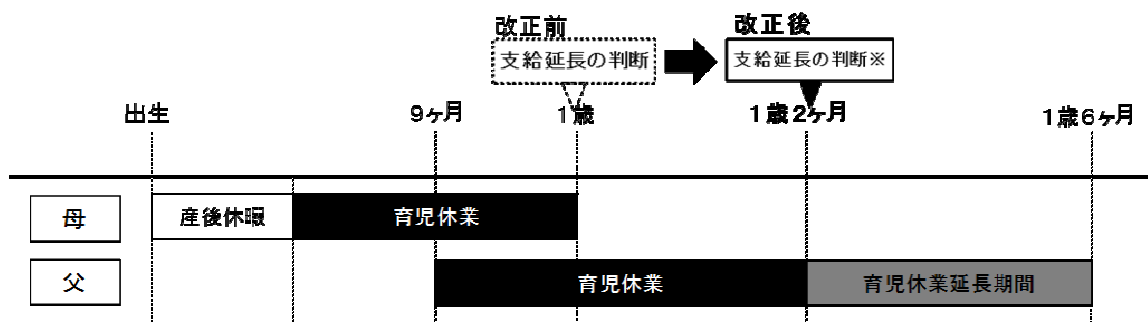 改正前
支給延長の判断
改正後
支給延長の判断※
出生
9ヶ月
1歳
1歳2ヶ月
1歳6ヶ月
母
産後休暇
育児休業
父
育児休業
育児休業延長期間